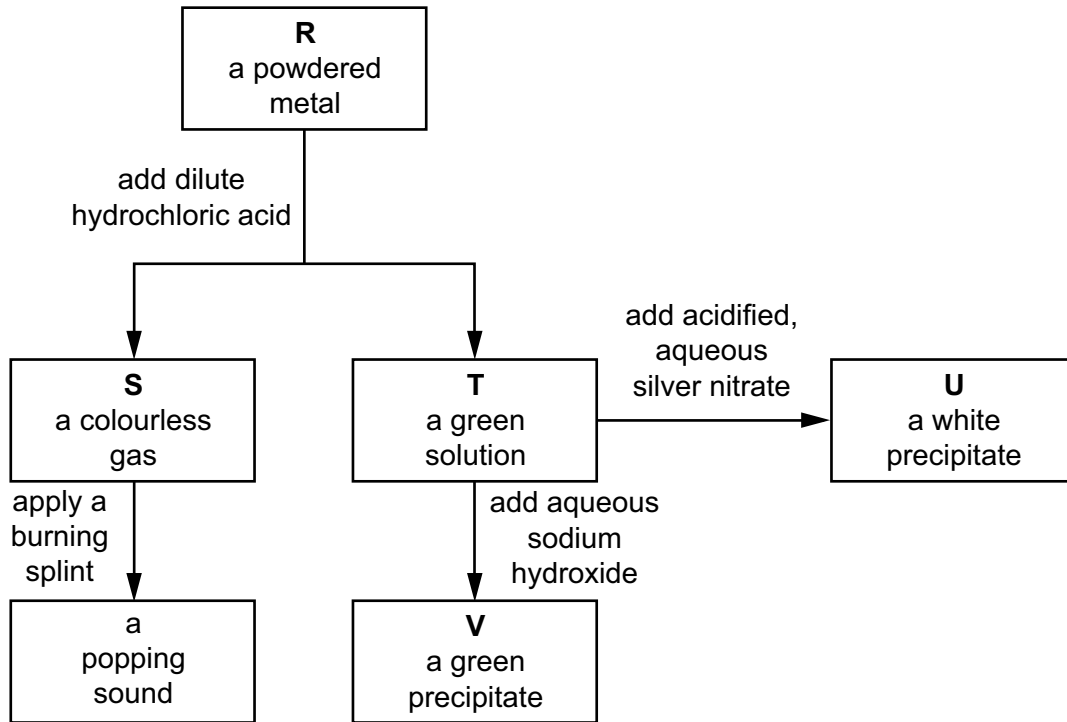 R
a powdered
metal
add dilute
hydrochloric acid
S
a colourless
gas
T
a green
solution
add acidified,
aqueous
silver nitrate
U
a white
precipitate
apply a
burning
splint
add aqueous
sodium
hydroxide
a
popping
sound
V
a green
precipitate